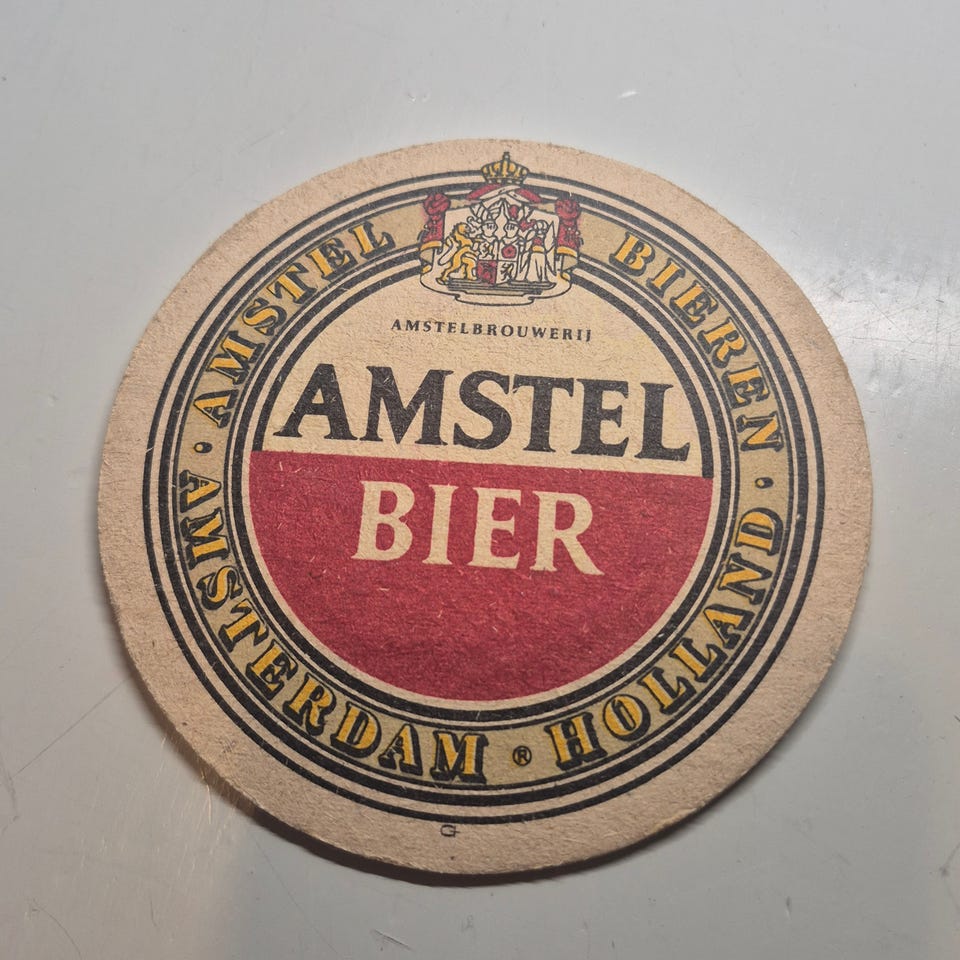 AMSTEL BIEREN
AMSTELBROUWERIJ
AMSTEL
BIER
AMSTERDAM ® HOLLAND
G